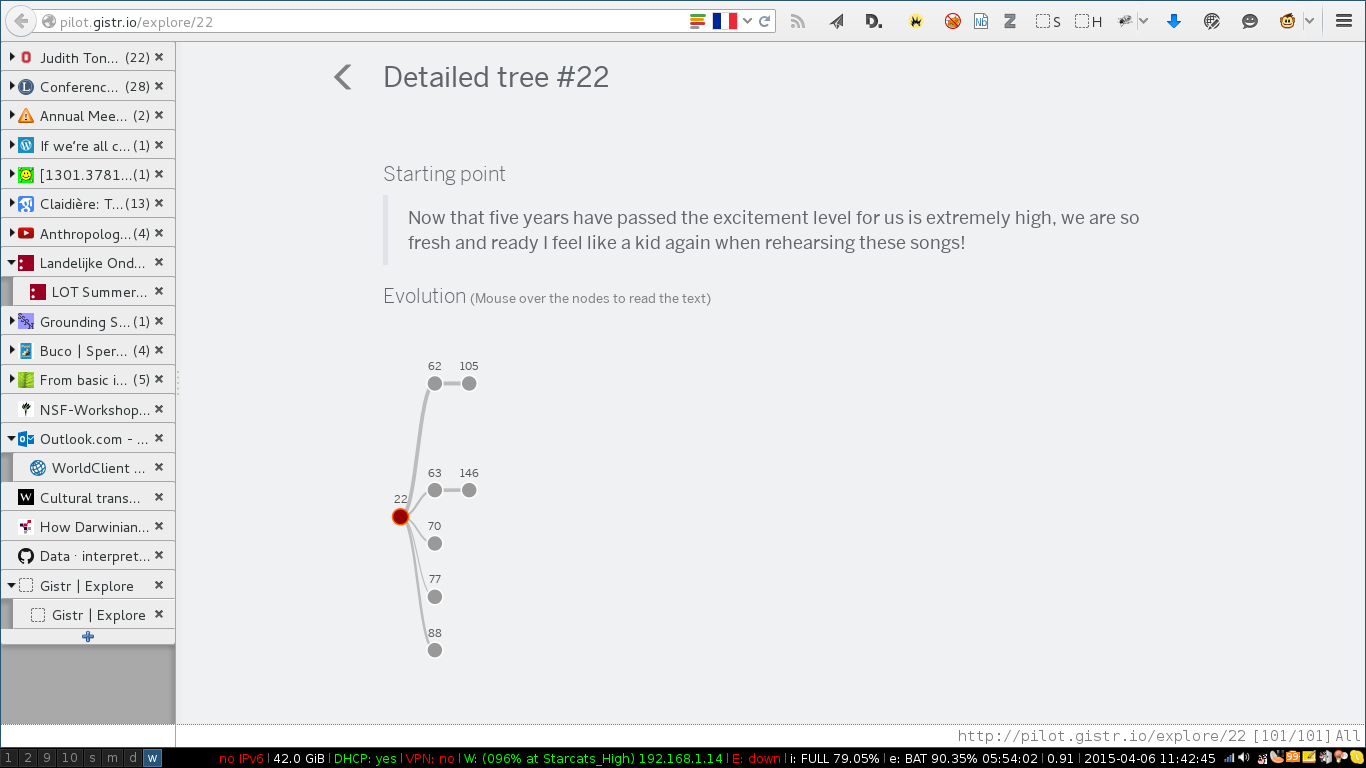 pilot.gistr.io/explore/22
S
H
Judith Ton... (22)
Conferenc... (28)
Annual Mee... (2)
If we're all c... (1)
[1301.3781... (1)
Claidière: T... (13)
Anthropolog... (4)
Landelijke Ond...
LOT Summer...
Grounding S... (1)
Buco | Sper... (4)
From basic i... (5)
NSF-Workshop...
Outlook.com - ...
WorldClient ...
Cultural trans...
How Darwinian...
Data · interpret...
Gistr | Explore
Gistr | Explore
Detailed tree #22
Starting point
Now that five years have passed the excitement level for us is extremely high, we are so
fresh and ready I feel like a kid again when rehearsing these songs!
Evolution (Mouse over the nodes to read the text)
62 105
63 146
22
70
77
88
http://pilot.gistr.io/explore/22 [101/101] All
1 2 9 10 s m d w no IPv6 | 42.0 GiB | DHCP: yes | VPN: no | W: (096% at Starcats_High) 192.168.1.14 | E: down | i: FULL 79.05% | e: BAT 90.35% 05:54:02 | 0.91 | 2015-04-06 11:42:45